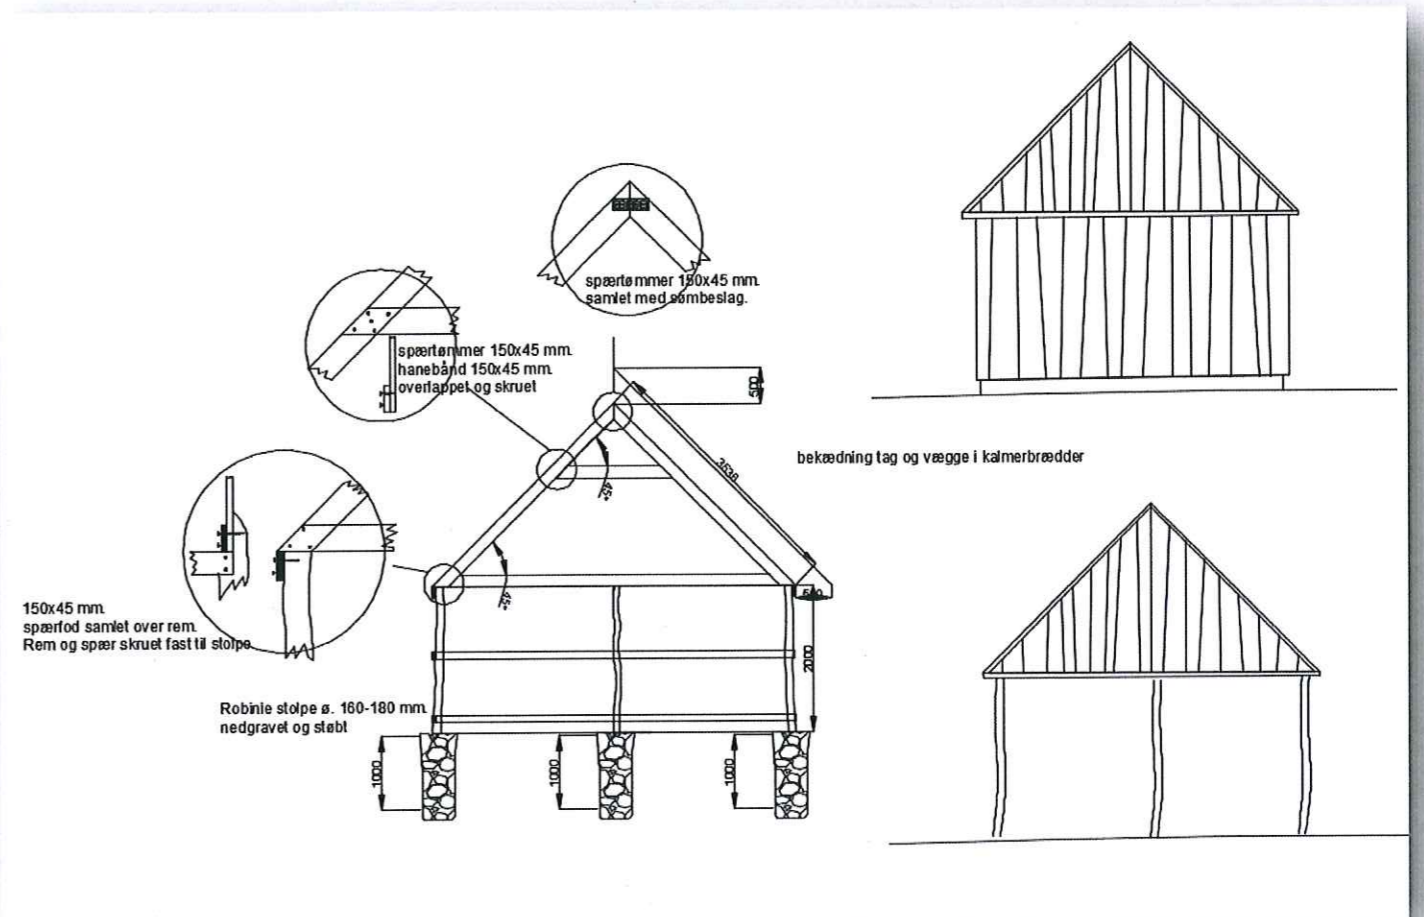 spærtømmer 150x45 mm.
samlet med sømbeslag.
spærtømmer 150x45 mm.
hanebånd 150x45 mm.
overlappet og skruet
500
3536
bekædning tag og vægge i kalmerbrædder
45°
45°
500
2000
150x45 mm.
spærfod samlet over rem.
Rem og spær skruet fast til stolpe
Robinie stolpe ø. 160-180 mm.
nedgravet og støbt
1000
1000
1000